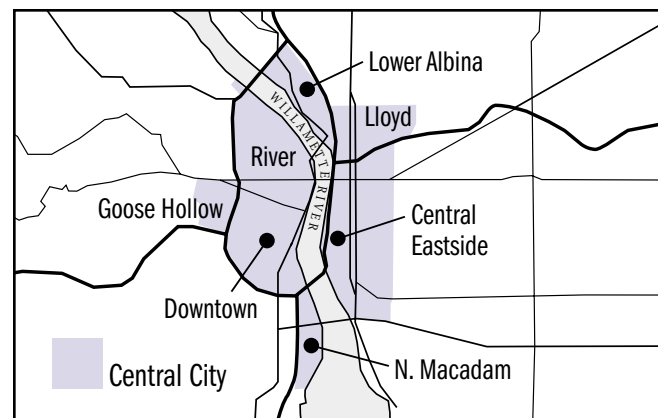 Lower Albina
Lloyd
WILLAMETTE RIVER
River
Goose Hollow
Central
Eastside
Downtown
N. Macadam
Central City